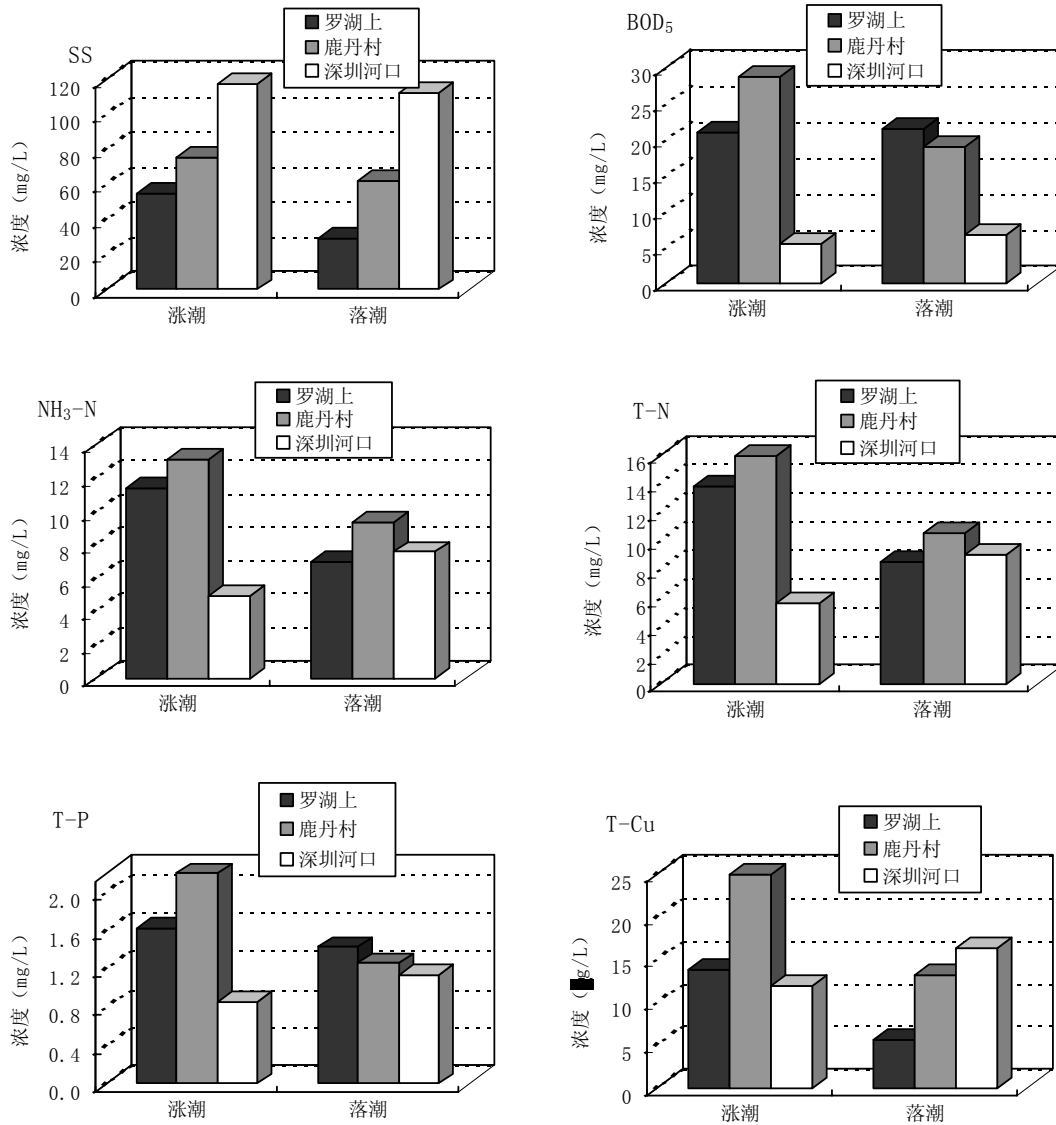 SS
罗湖上
鹿丹村
深圳河口
浓度（mg/L）
120
100
80
60
40
20
0
涨潮
落潮
BOD₅
罗湖上
鹿丹村
深圳河口
浓度（mg/L）
30
25
20
15
10
5
0
涨潮
落潮
NH₃-N
罗湖上
鹿丹村
深圳河口
浓度（mg/L）
14
12
10
8
6
4
2
0
涨潮
落潮
T-N
罗湖上
鹿丹村
深圳河口
浓度（mg/L）
16
14
12
10
8
6
4
2
0
涨潮
落潮
T-P
罗湖上
鹿丹村
深圳河口
浓度（mg/L）
2.0
1.6
1.2
0.8
0.4
0.0
涨潮
落潮
T-Cu
罗湖上
鹿丹村
深圳河口
浓度（ g/L）
25
20
15
10
5
0
涨潮
落潮